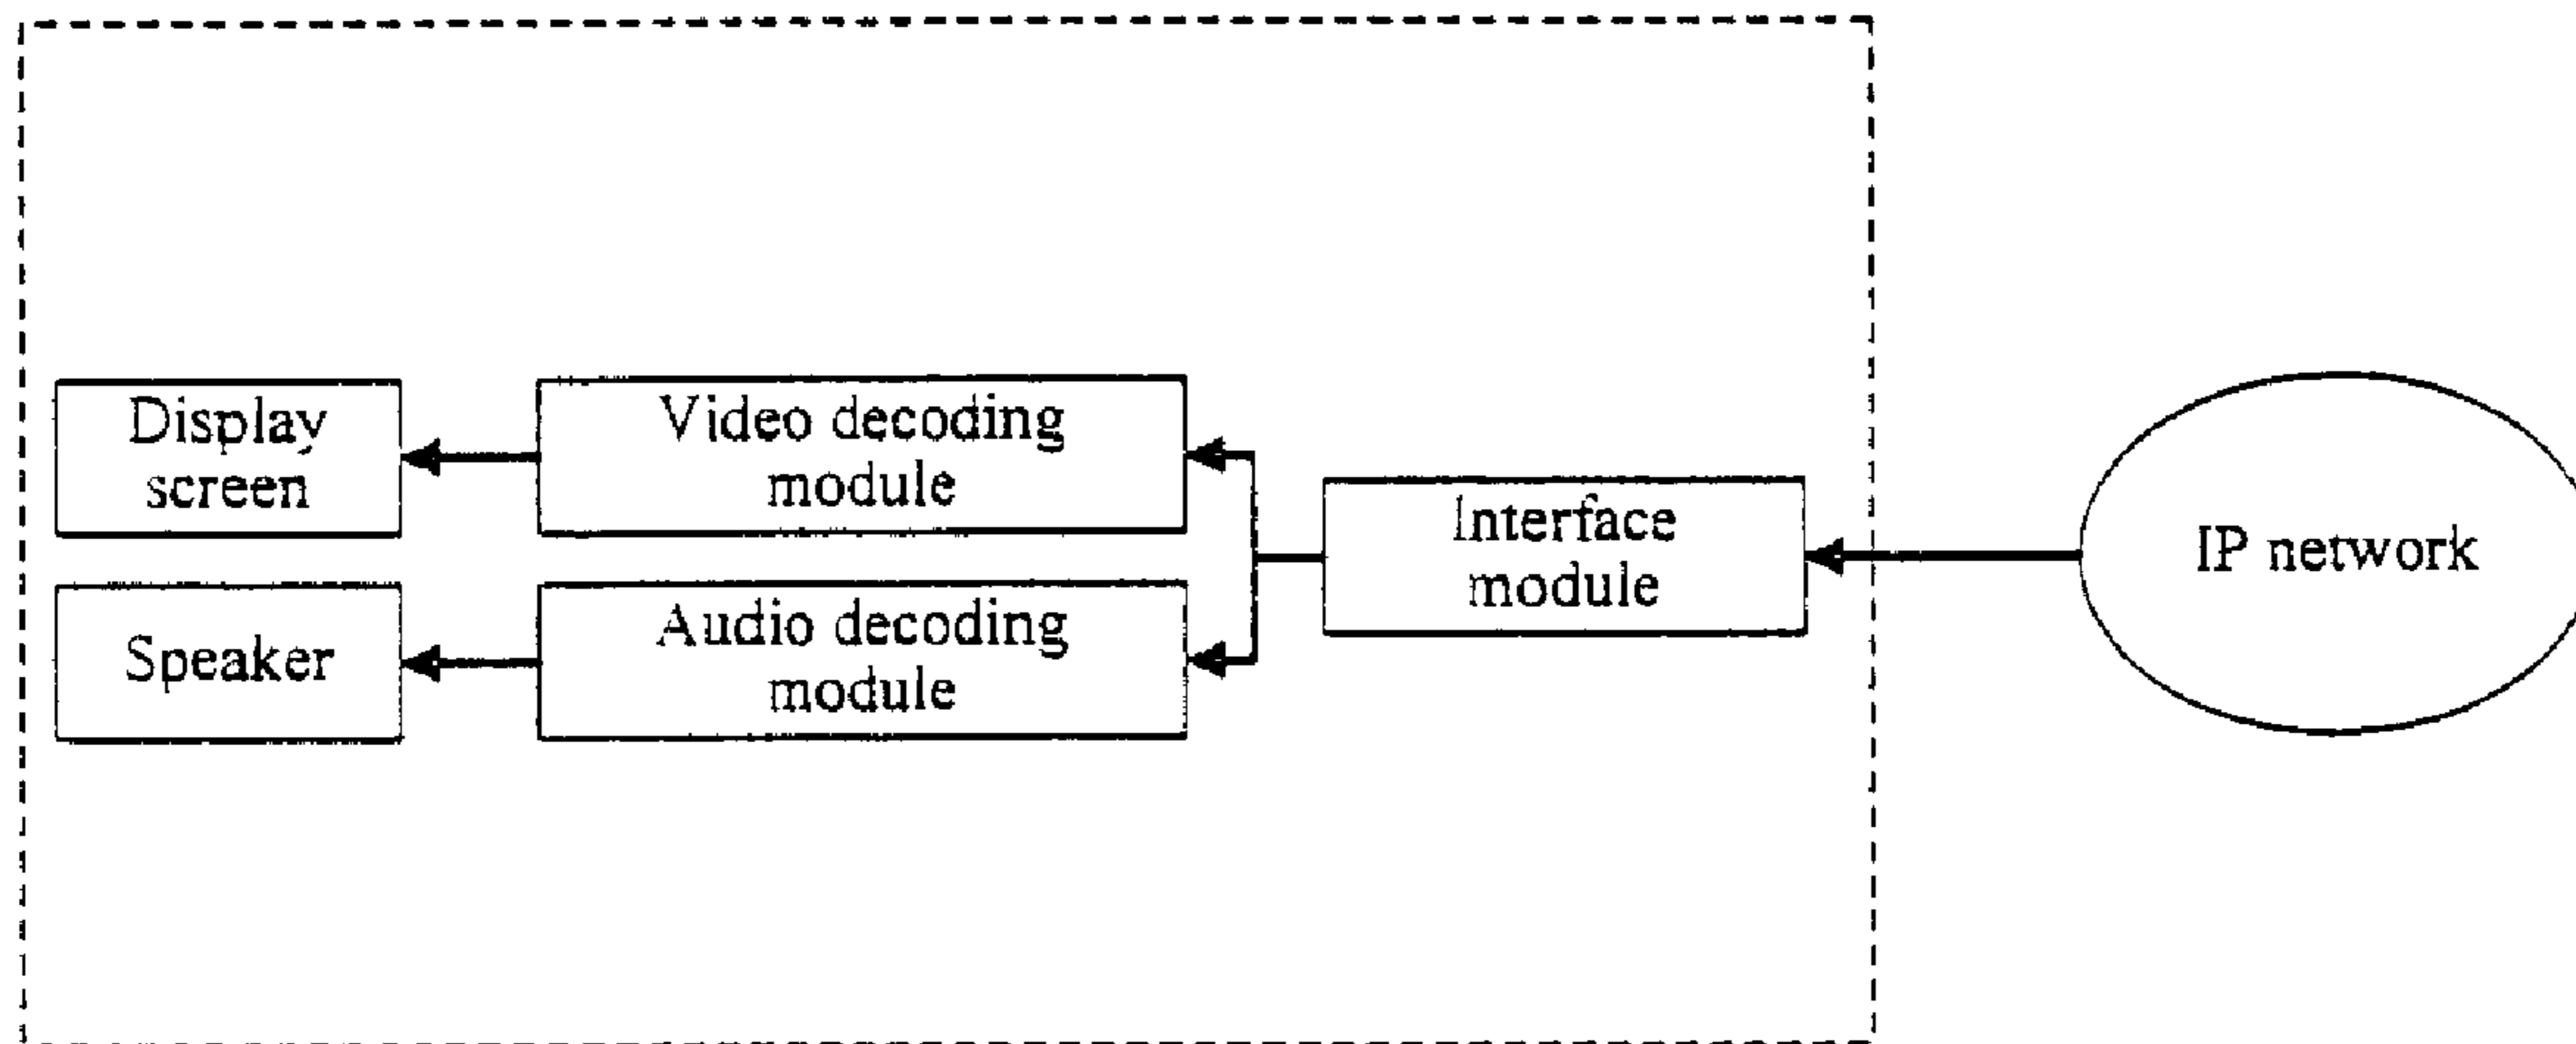 Display
screen
Video decoding
module
Interface
module
IP network
Speaker
Audio decoding
module